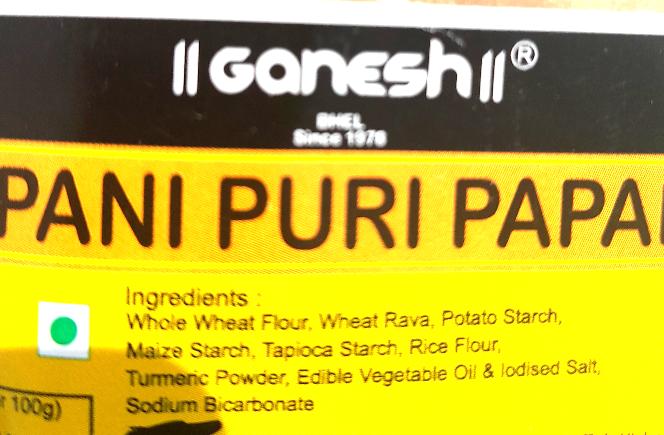 || GANESH || ®
BHEL
Since 1978
PANI PURI PAPA
Ingredients :
Whole Wheat Flour, Wheat Rava, Potato Starch,
Maize Starch, Tapioca Starch, Rice Flour,
Turmeric Powder, Edible Vegetable Oil & Iodised Salt,
Sodium Bicarbonate
r 100g)